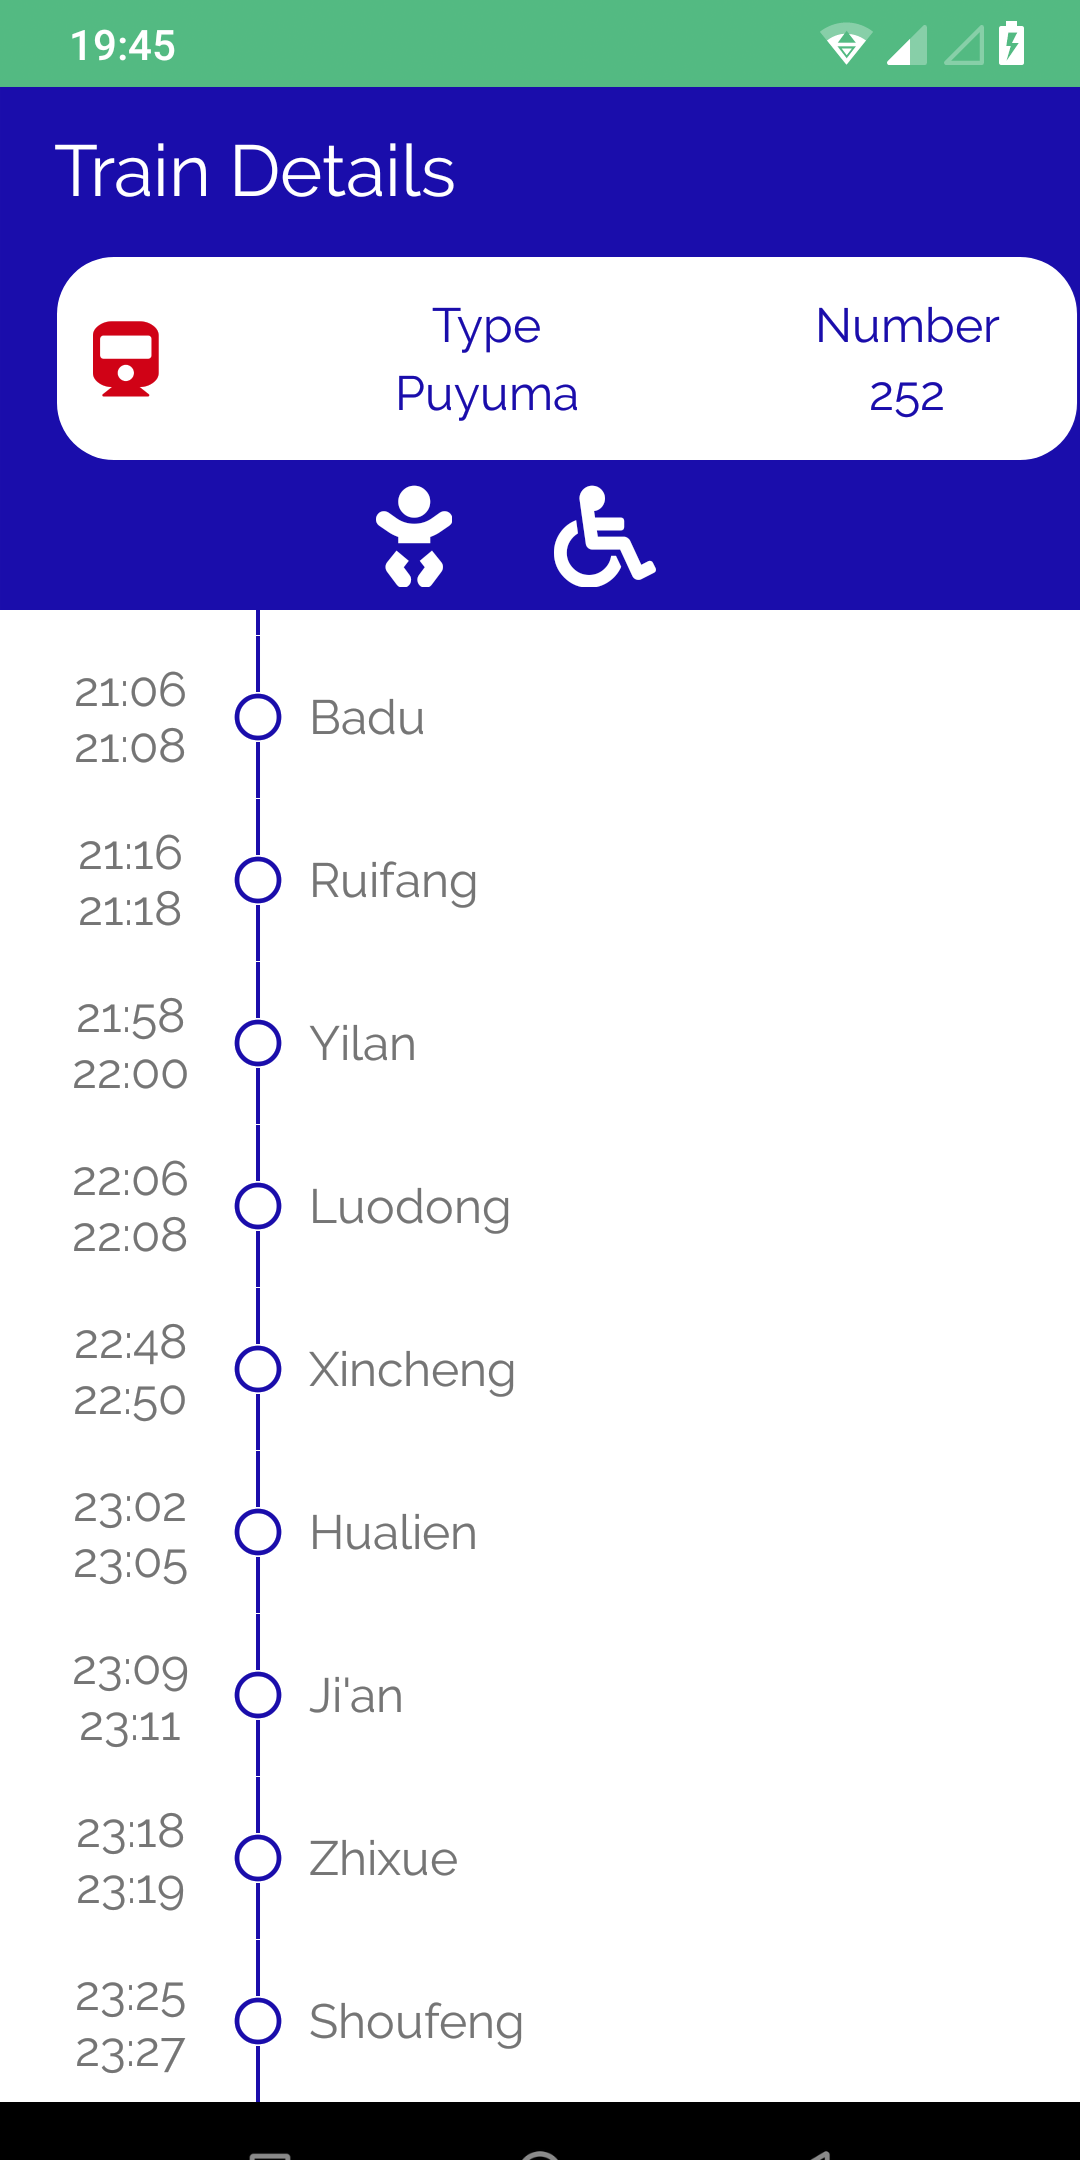 19:45
Train Details
Type Number
Puyuma 252
21:06
Badu
21:08
21:16
Ruifang
21:18
21:58
Yilan
22:00
22:06
Luodong
22:08
22:48
Xincheng
22:50
23:02
Hualien
23:05
23:09
Ji'an
23:11
23:18
Zhixue
23:19
23:25
Shoufeng
23:27